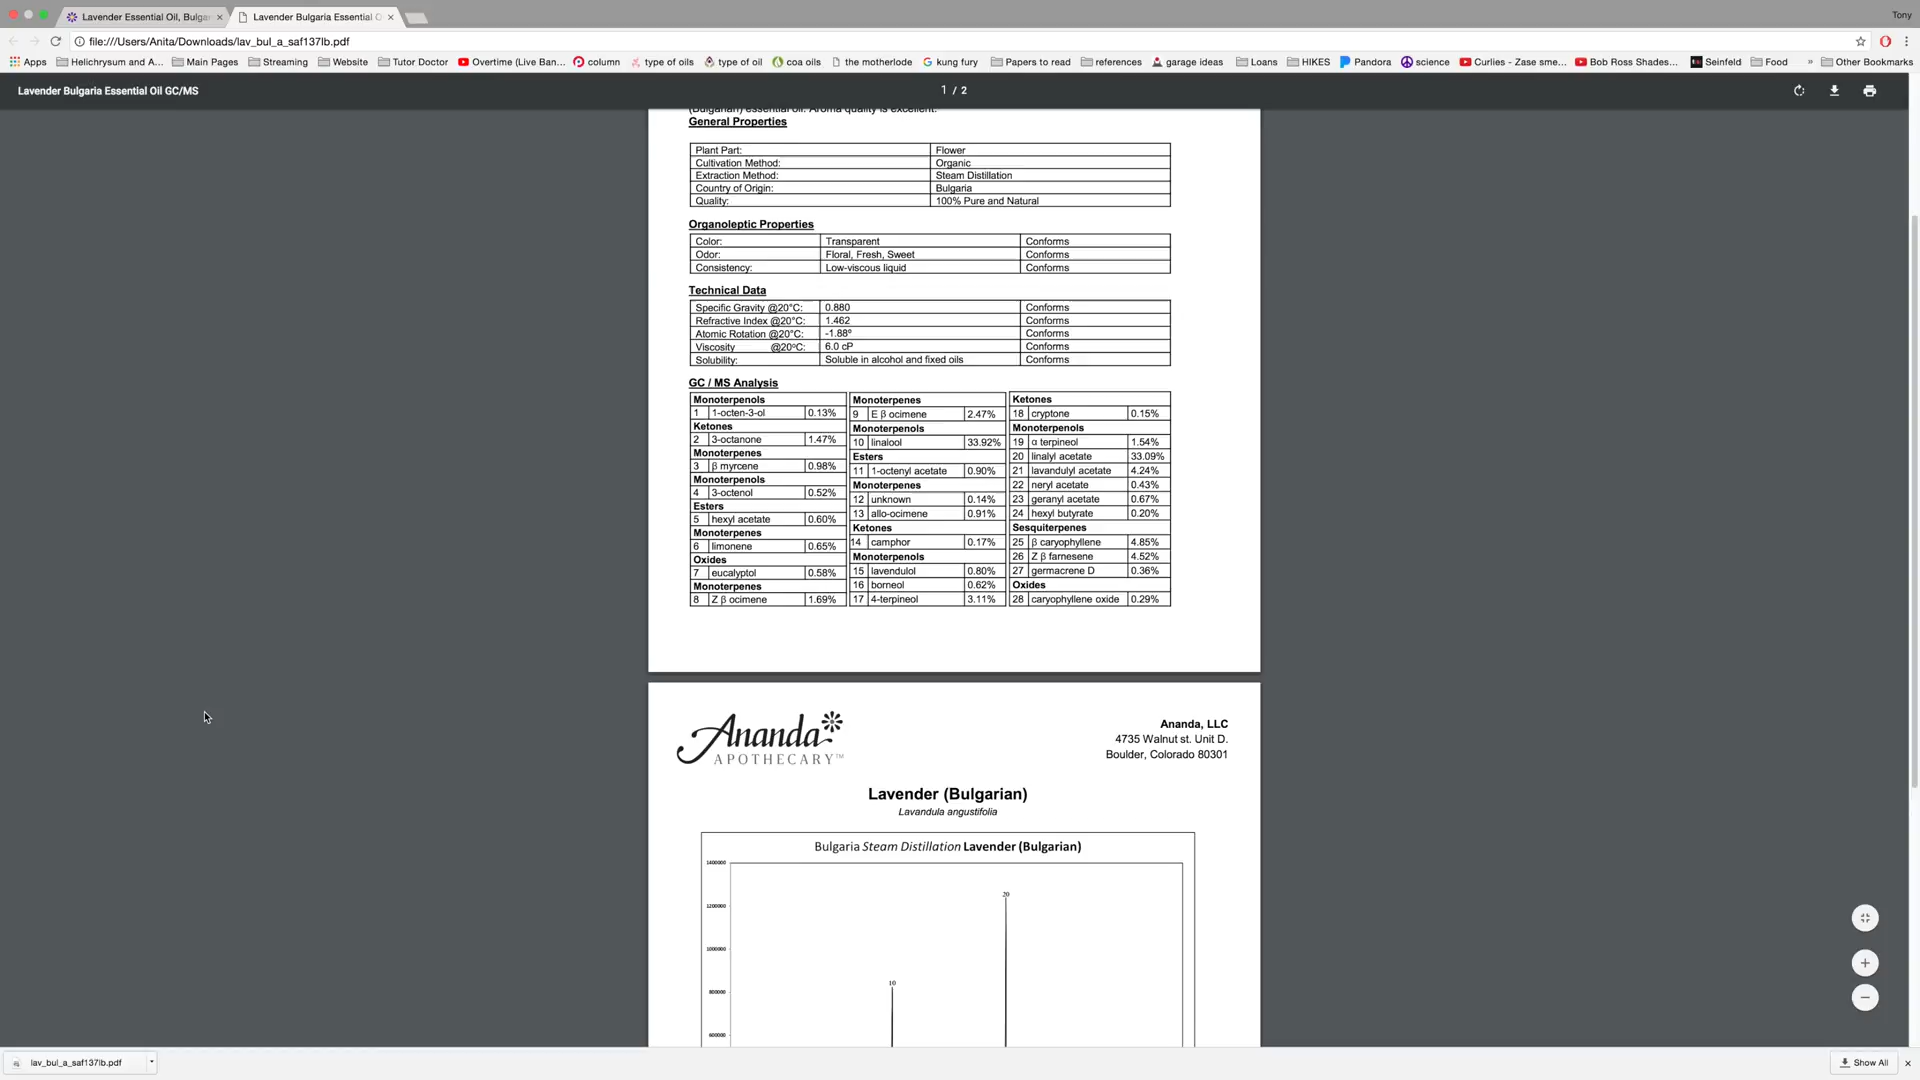 Lavender Essential Oil, Bulga
Lavender Bulgaria Essential O
Tony
file:///Users/Anita/Downloads/lav_bul_a_saf137lb.pdf
Apps Helichrysum and A... Main Pages Streaming Website Tutor Doctor Overtime (Live Ban... column type of oils type of oil coa oils the motherlode kung fury Papers to read references garage ideas Loans HIKES Pandora science Curlies - Zase sme... Bob Ross Shades... Seinfeld Food » Other Bookmarks
Lavender Bulgaria Essential Oil GC/MS
1 / 2
(Bulgarian) essential oil. Aroma quality is excellent.
General Properties
Plant Part: Flower
Cultivation Method: Organic
Extraction Method: Steam Distillation
Country of Origin: Bulgaria
Quality: 100% Pure and Natural
Organoleptic Properties
Color: Transparent Conforms
Odor: Floral, Fresh, Sweet Conforms
Consistency: Low-viscous liquid Conforms
Technical Data
Specific Gravity @20°C: 0.880 Conforms
Refractive Index @20°C: 1.462 Conforms
Atomic Rotation @20°C: -1.88º Conforms
Viscosity @20°C: 6.0 cP Conforms
Solubility: Soluble in alcohol and fixed oils Conforms
GC / MS Analysis
Monoterpenols
1 1-octen-3-ol 0.13%
Ketones
2 3-octanone 1.47%
Monoterpenes
3 β myrcene 0.98%
Monoterpenols
4 3-octenol 0.52%
Esters
5 hexyl acetate 0.60%
Monoterpenes
6 limonene 0.65%
Oxides
7 eucalyptol 0.58%
Monoterpenes
8 Z β ocimene 1.69%
Monoterpenes
9 E β ocimene 2.47%
Monoterpenols
10 linalool 33.92%
Esters
11 1-octenyl acetate 0.90%
Monoterpenes
12 unknown 0.14%
13 allo-ocimene 0.91%
Ketones
14 camphor 0.17%
Monoterpenols
15 lavendulol 0.80%
16 borneol 0.62%
17 4-terpineol 3.11%
Ketones
18 cryptone 0.15%
Monoterpenols
19 α terpineol 1.54%
20 linalyl acetate 33.09%
21 lavandulyl acetate 4.24%
22 neryl acetate 0.43%
23 geranyl acetate 0.67%
24 hexyl butyrate 0.20%
Sesquiterpenes
25 β caryophyllene 4.85%
26 Z β farnesene 4.52%
27 germacrene D 0.36%
Oxides
28 caryophyllene oxide 0.29%
Ananda
APOTHECARY™
Ananda, LLC
4735 Walnut st. Unit D.
Boulder, Colorado 80301
Lavender (Bulgarian)
Lavandula angustifolia
Bulgaria Steam Distillation Lavender (Bulgarian)
1400000
20
1200000
1000000
10
800000
600000
lav_bul_a_saf137lb.pdf
Show All